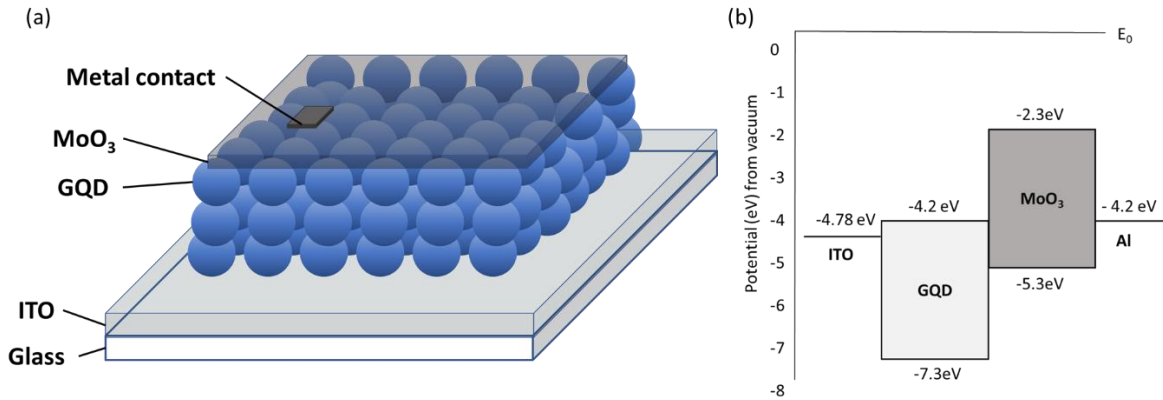 (a)
Metal contact
MoO₃
GQD
ITO
Glass
(b)
Potential (eV) from vacuum
0
-1
-2
-3
-4
-5
-6
-7
-8
E₀
-2.3eV
MoO₃
-4.78 eV
-4.2 eV
- 4.2 eV
ITO
Al
GQD
-5.3eV
-7.3eV